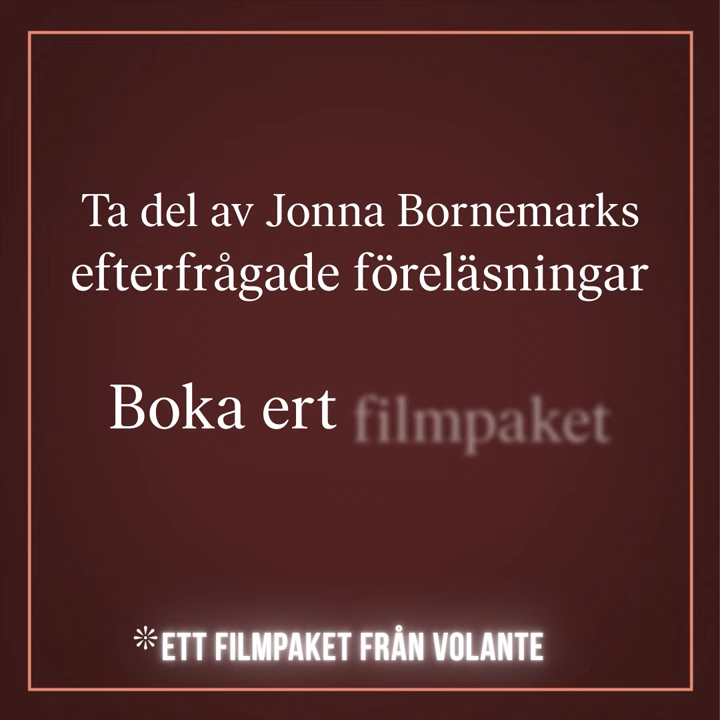 Ta del av Jonna Bornemarks
efterfrågade föreläsningar
Boka ert filmpaket
*ETT FILMPAKET FRÅN VOLANTE